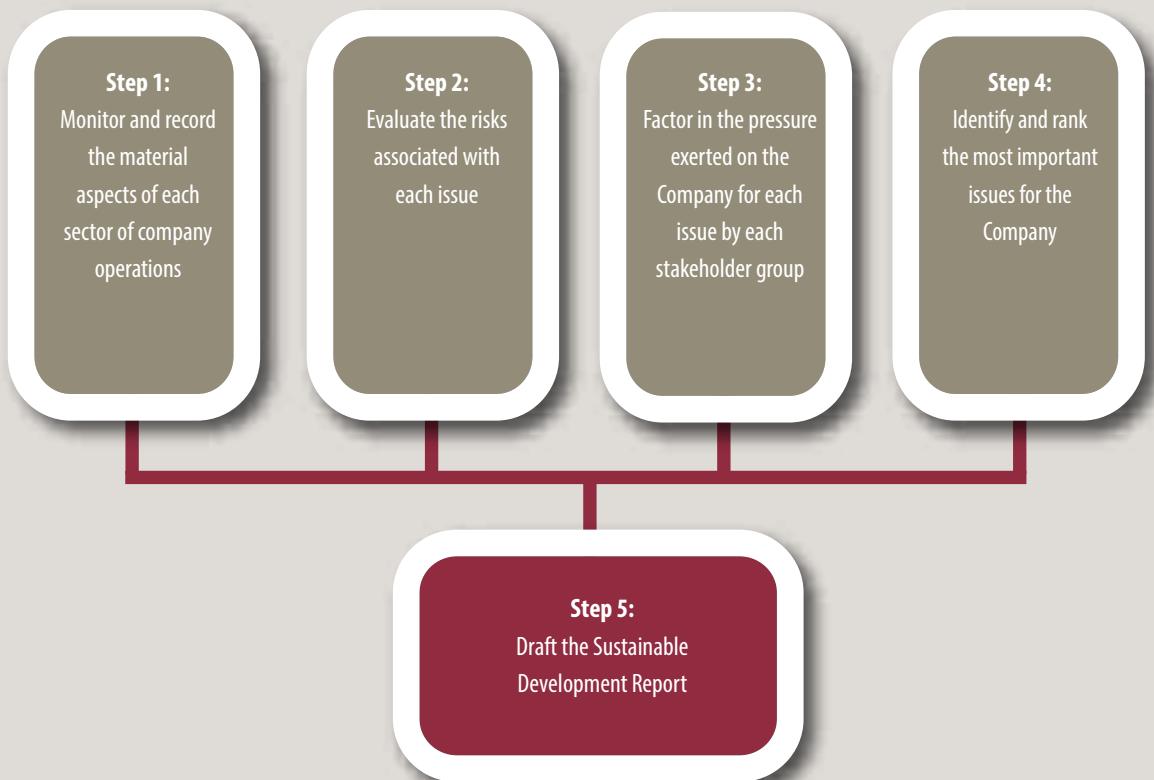 Step 1:
Monitor and record
the material
aspects of each
sector of company
operations
Step 2:
Evaluate the risks
associated with
each issue
Step 3:
Factor in the pressure
exerted on the
Company for each
issue by each
stakeholder group
Step 4:
Identify and rank
the most important
issues for the
Company
Step 5:
Draft the Sustainable
Development Report